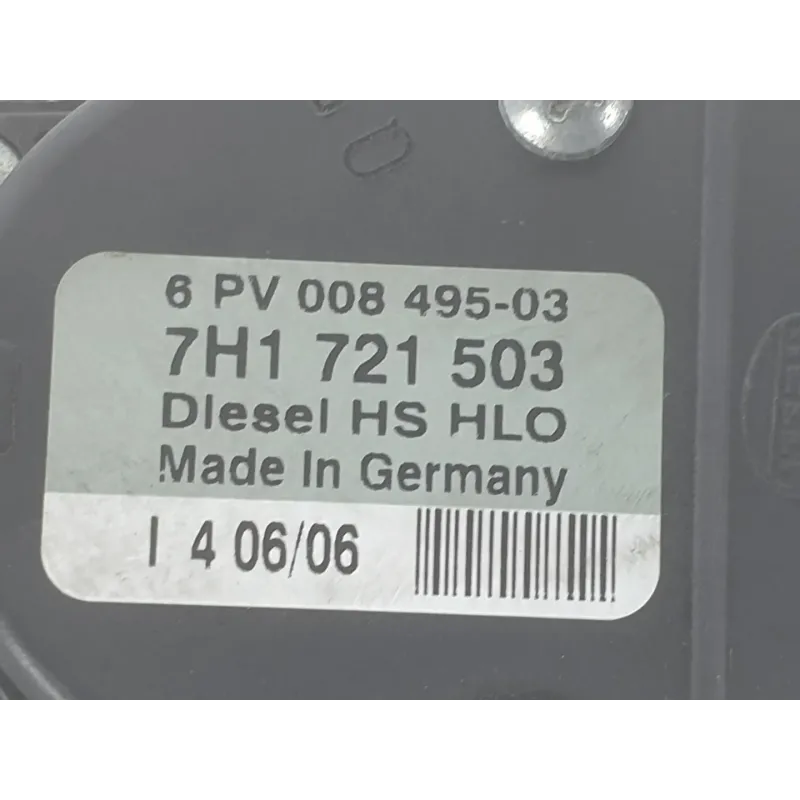 6 PV 008 495-03
7H1 721 503
Diesel HS HLO
Made In Germany
I 4 06/06